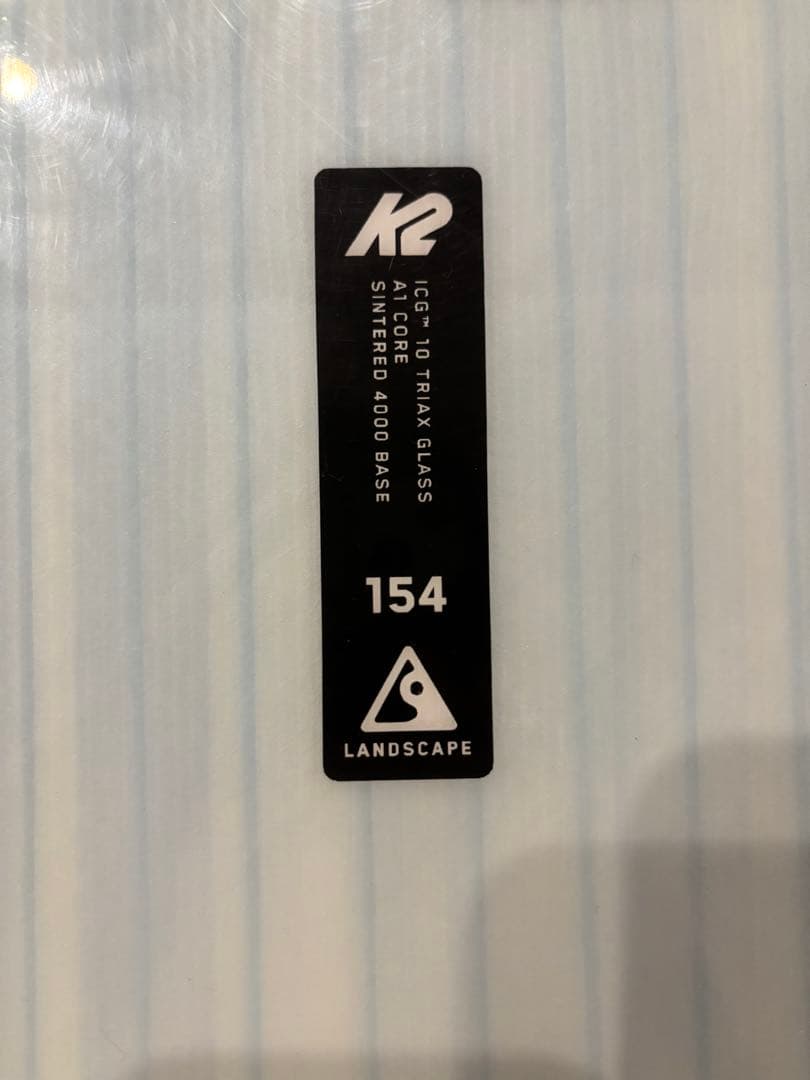 K2
ICG™ 10 TRIAX GLASS
A1 CORE
SINTERED 4000 BASE
154
LANDSCAPE